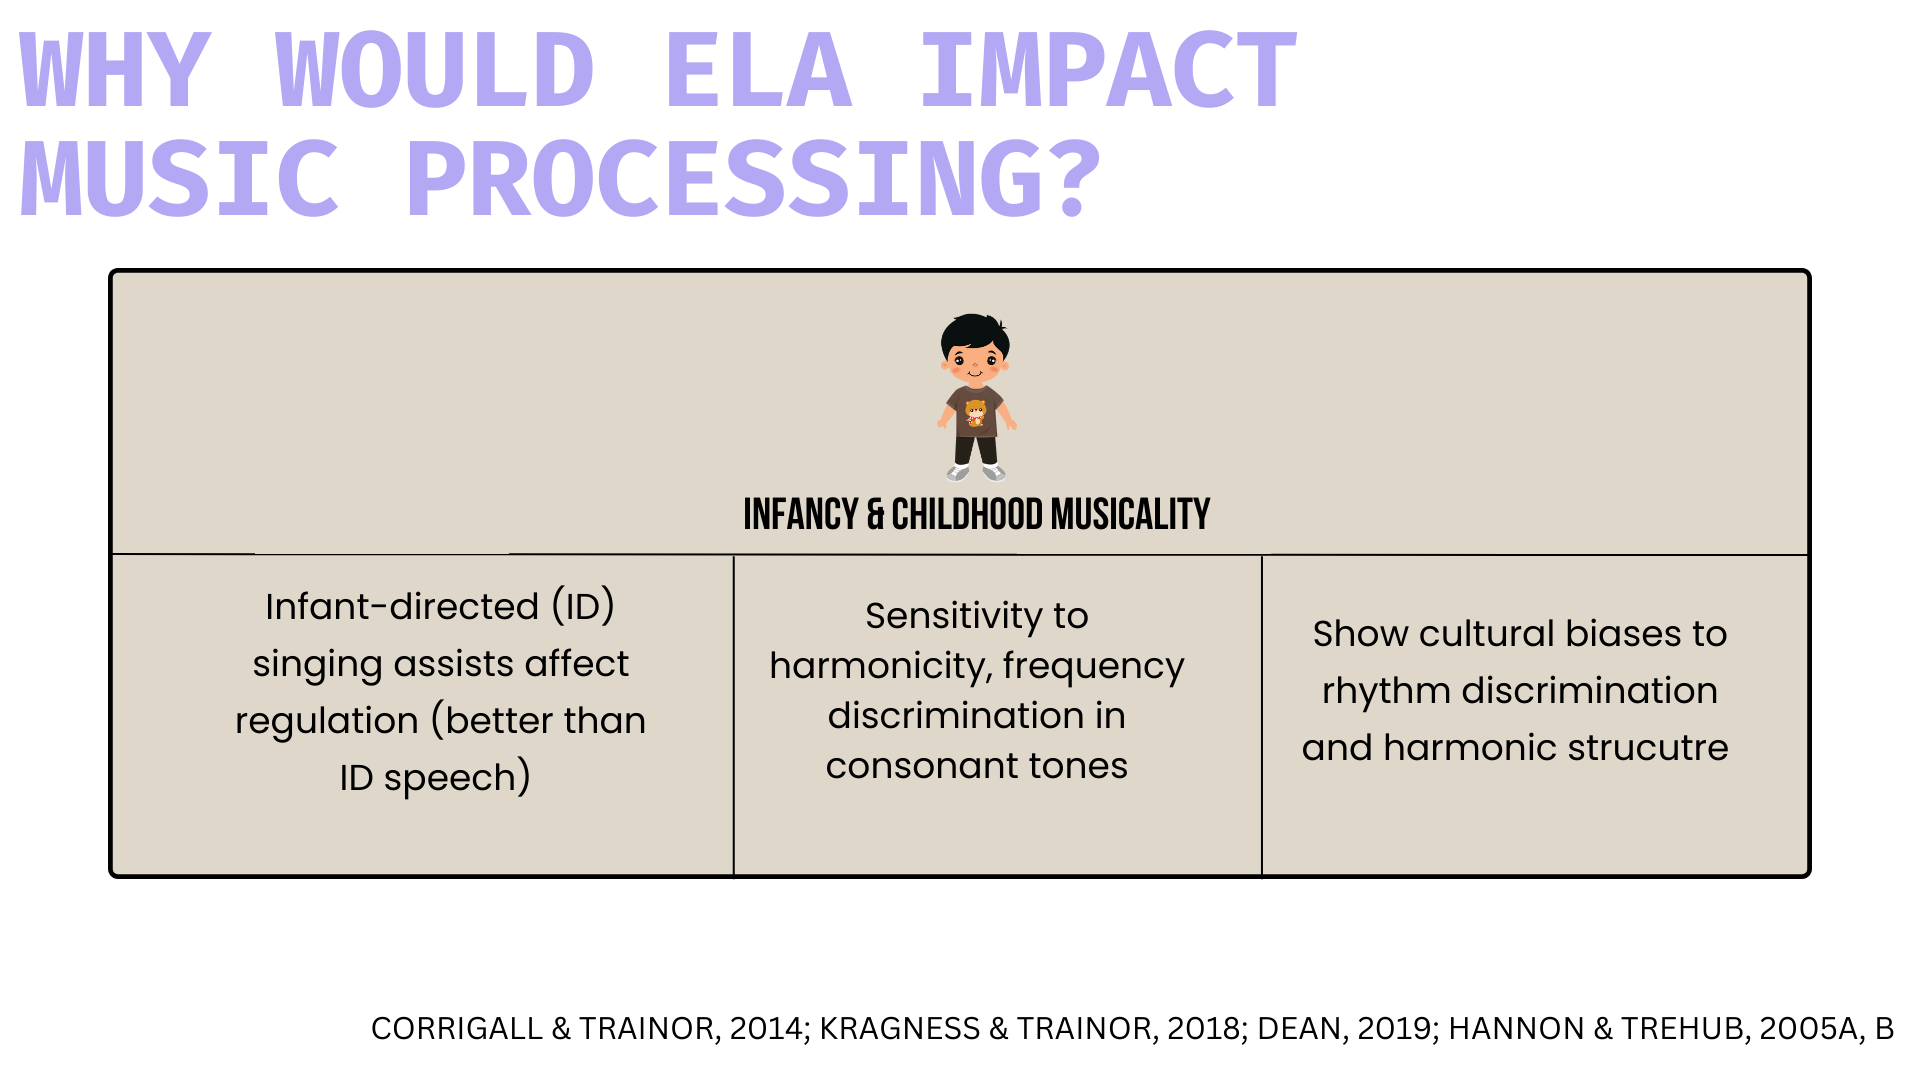 WHY WOULD ELA IMPACT
MUSIC PROCESSING?
INFANCY & CHILDHOOD MUSICALITY
Infant-directed (ID)
singing assists affect
regulation (better than
ID speech)
Sensitivity to
harmonicity, frequency
discrimination in
consonant tones
Show cultural biases to
rhythm discrimination
and harmonic strucutre
CORRIGALL & TRAINOR, 2014; KRAGNESS & TRAINOR, 2018; DEAN, 2019; HANNON & TREHUB, 2005A, B